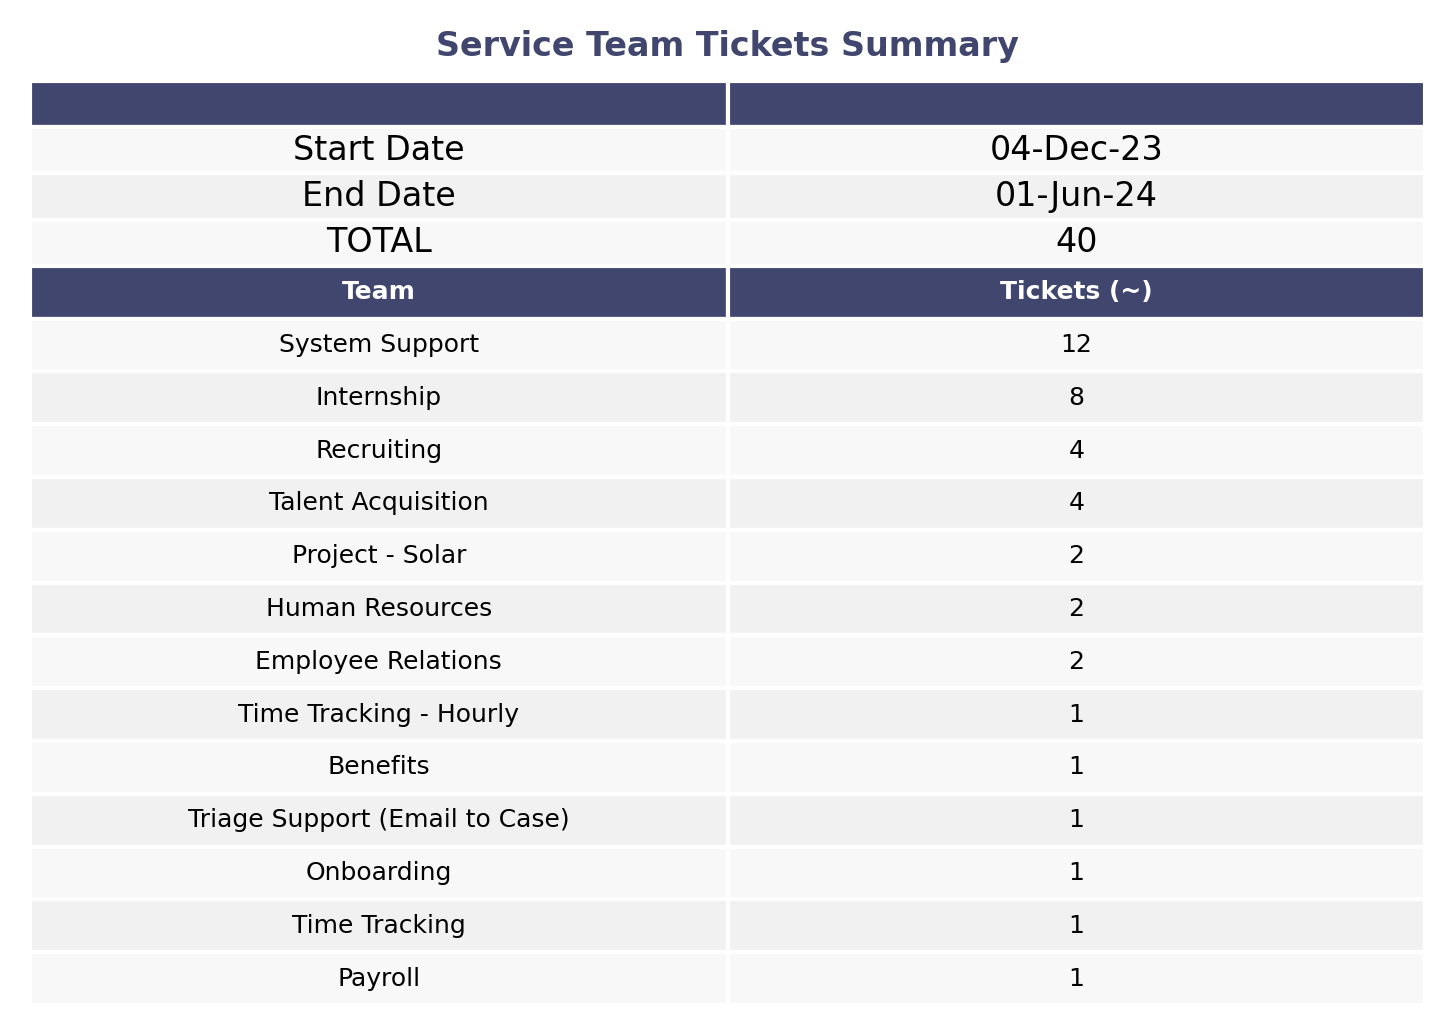 Service Team Tickets Summary
Start Date 04-Dec-23
End Date 01-Jun-24
TOTAL 40
Team Tickets (~)
System Support 12
Internship 8
Recruiting 4
Talent Acquisition 4
Project - Solar 2
Human Resources 2
Employee Relations 2
Time Tracking - Hourly 1
Benefits 1
Triage Support (Email to Case) 1
Onboarding 1
Time Tracking 1
Payroll 1